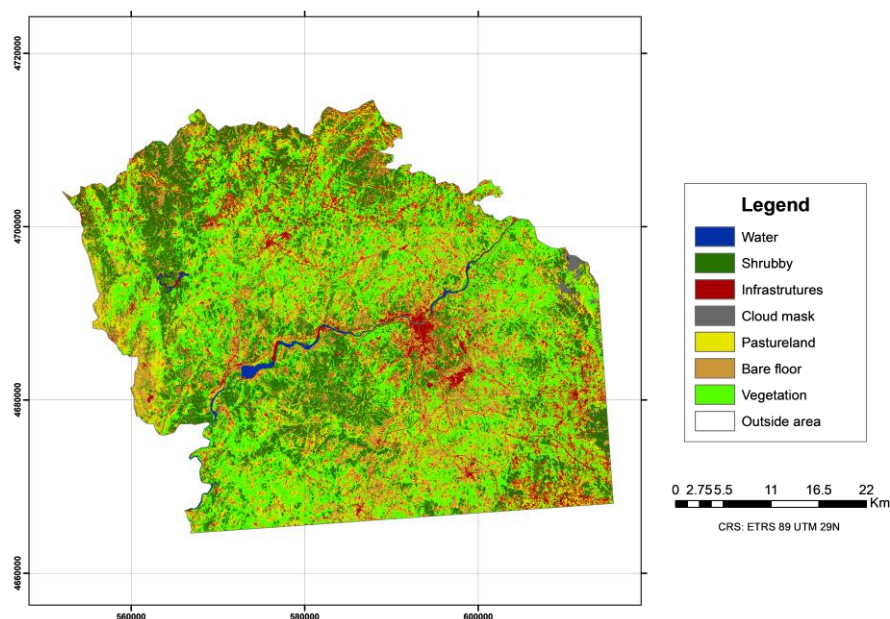 4720000
4700000
4680000
4660000
560000
580000
600000
Legend
Water
Shrubby
Infrastrutures
Cloud mask
Pastureland
Bare floor
Vegetation
Outside area
0 2.75 5.5 11 16.5 22
Km
CRS: ETRS 89 UTM 29N